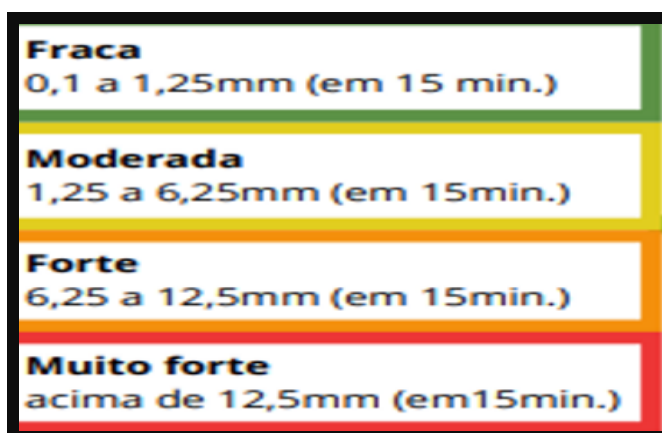 Fraca
0,1 a 1,25mm (em 15 min.)
Moderada
1,25 a 6,25mm (em 15min.)
Forte
6,25 a 12,5mm (em 15min.)
Muito forte
acima de 12,5mm (em15min.)